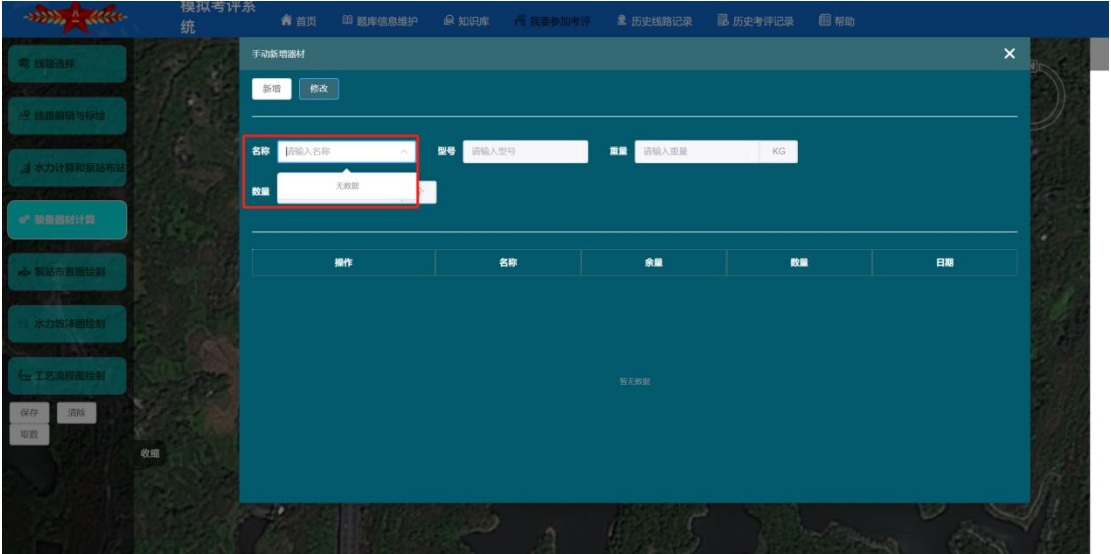 模拟考评系
统
首页
题库信息维护
知识库
我要参加考评
历史线路记录
历史考评记录
帮助
手动新增器材
线路选择
新增
修改
线路编辑与标绘
名称
请输入名称
型号
请输入型号
重量
请输入重量
KG
无数据
数量
水力计算和泵站布站
装备器材计算
操作
名称
余量
数量
日期
泵站布置图绘制
水力坡降图绘制
工艺流程图绘制
暂无数据
保存
清除
取数
收缩